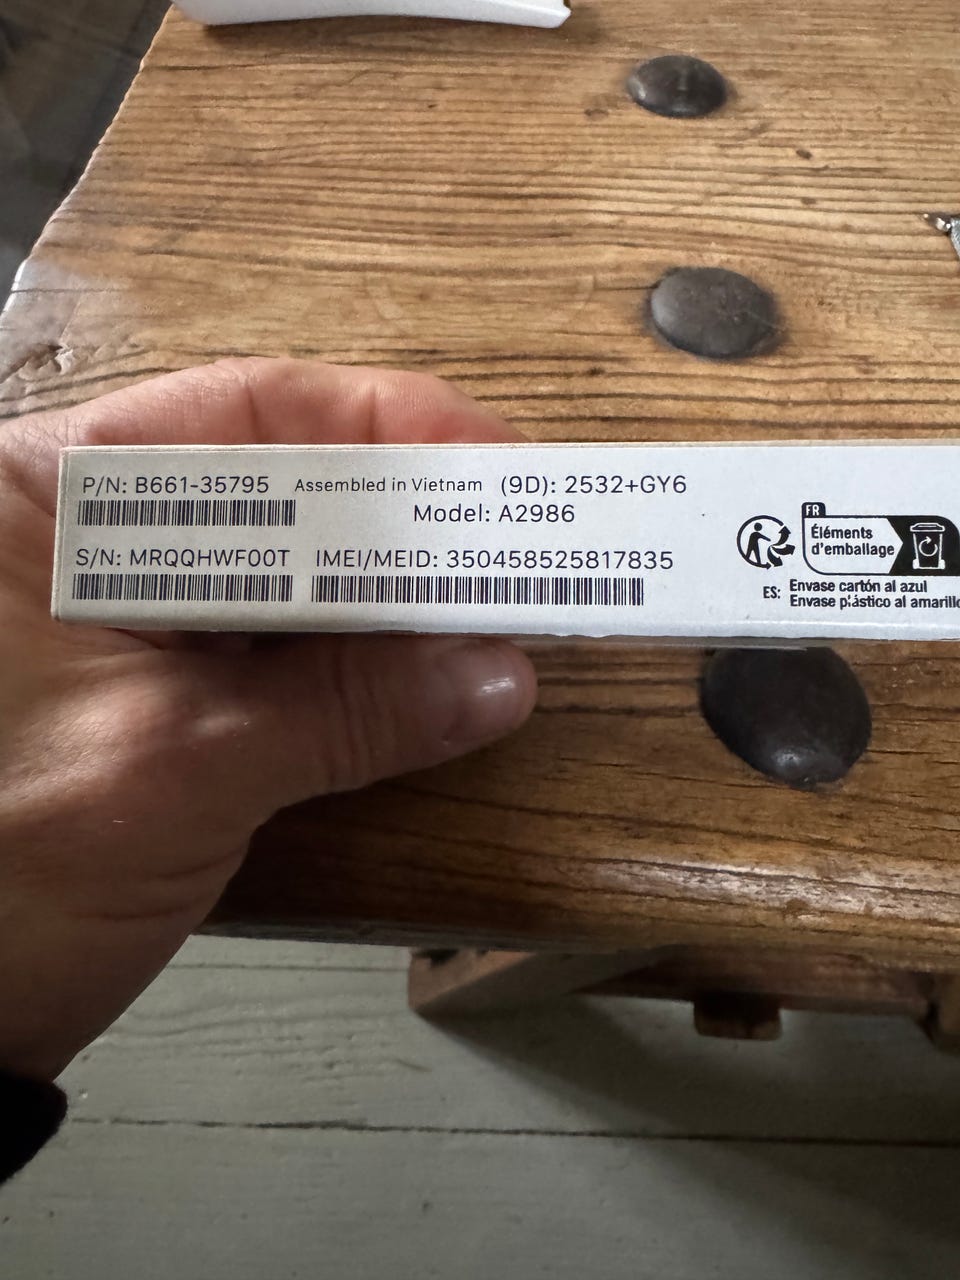 P/N: B661-35795 Assembled in Vietnam (9D): 2532+GY6
Model: A2986
S/N: MRQQHWF00T IMEI/MEID: 350458525817835
FR
Éléments
d'emballage
ES: Envase cartón al azul
Envase plástico al amarillo